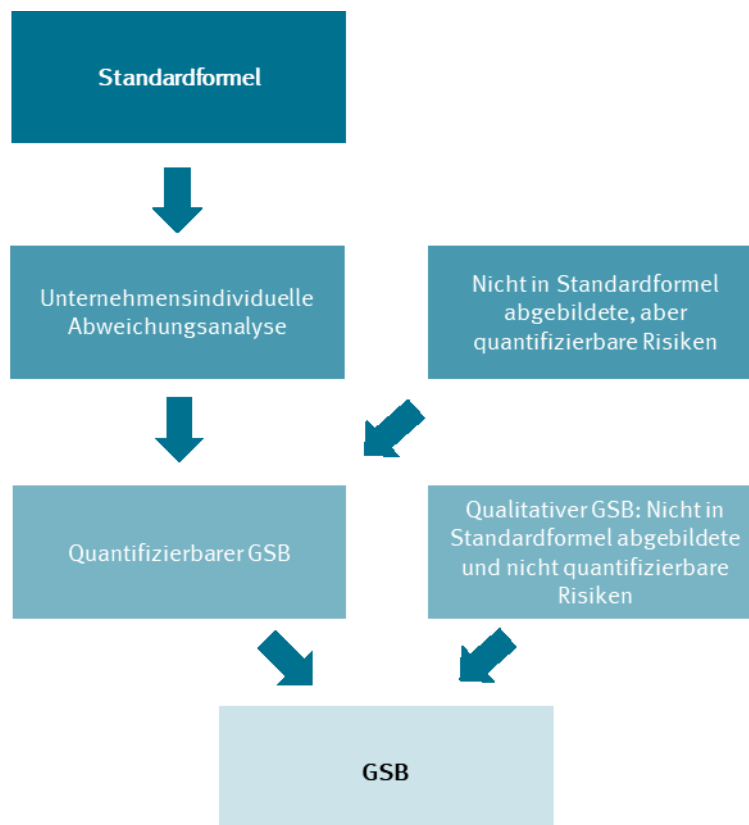 Standardformel
Unternehmensindividuelle
Abweichungsanalyse
Nicht in Standardformel
abgebildete, aber
quantifizierbare Risiken
Quantifizierbarer GSB
Qualitativer GSB: Nicht in
Standardformel abgebildete
und nicht quantifizierbare
Risiken
GSB